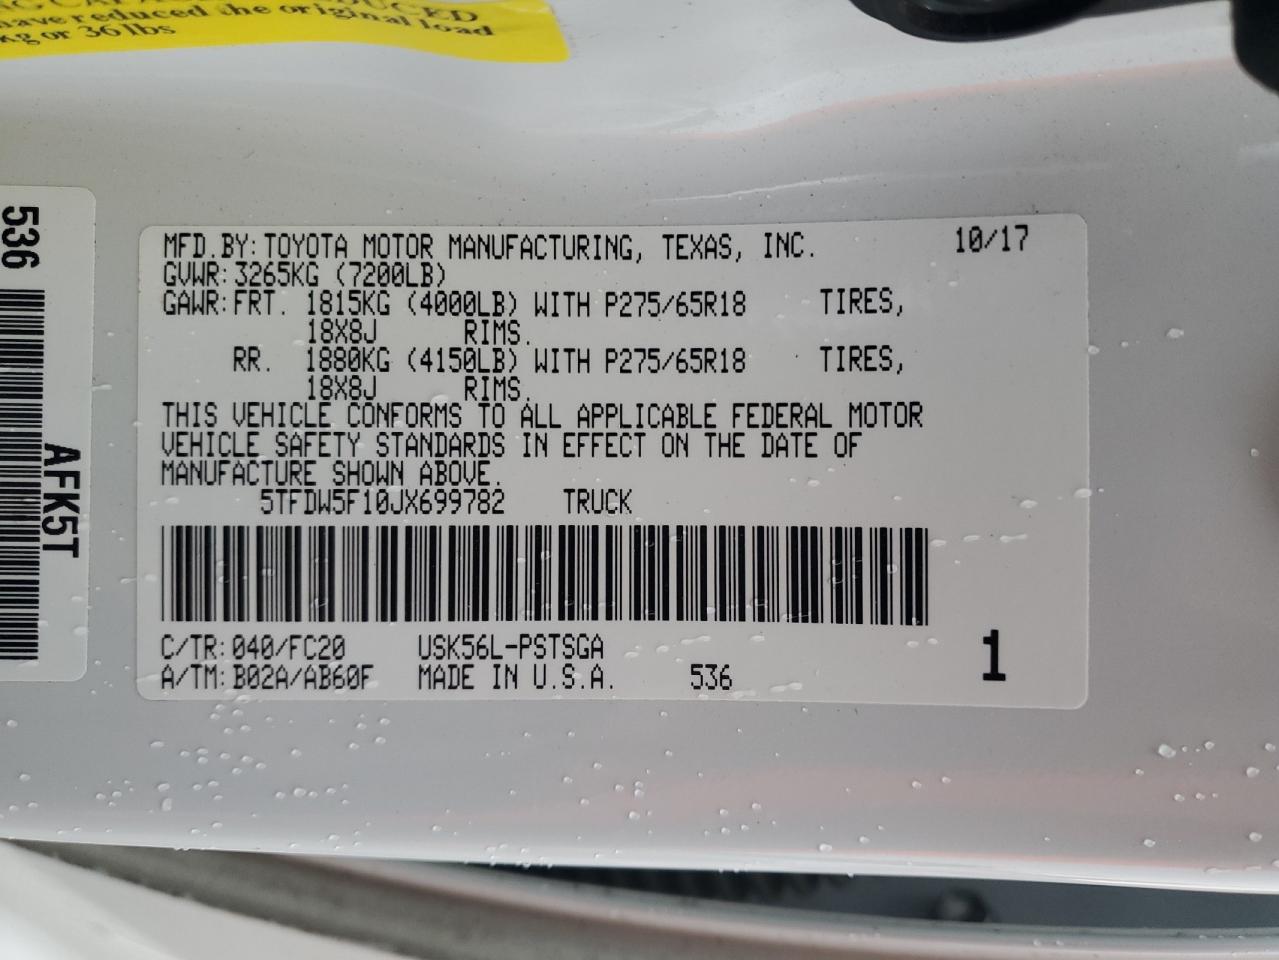 NG CAPACITY REDUCED
have reduced the original load
kg or 36 lbs
536
AFK5T
MFD.BY:TOYOTA MOTOR MANUFACTURING, TEXAS, INC. 10/17
GVWR:3265KG (7200LB)
GAWR:FRT. 1815KG (4000LB) WITH P275/65R18 TIRES,
18X8J RIMS.
RR. 1880KG (4150LB) WITH P275/65R18 TIRES,
18X8J RIMS.
THIS VEHICLE CONFORMS TO ALL APPLICABLE FEDERAL MOTOR
VEHICLE SAFETY STANDARDS IN EFFECT ON THE DATE OF
MANUFACTURE SHOWN ABOVE.
5TFDW5F10JX699782 TRUCK
C/TR:040/FC20 USK56L-PSTSGA
A/TM:B02A/AB60F MADE IN U.S.A. 536
1